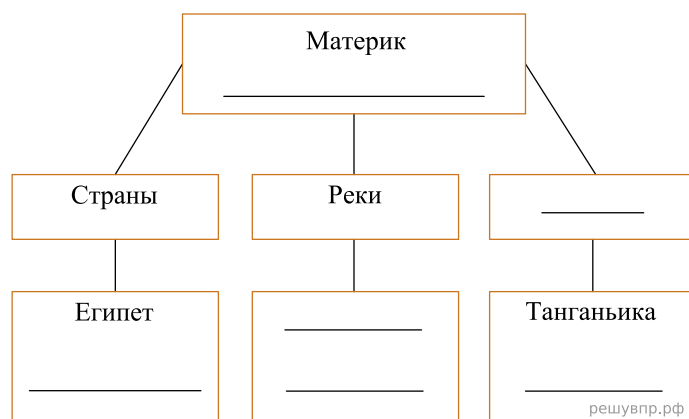 Материк
Страны
Реки
Египет
Танганьика
решувпр.рф